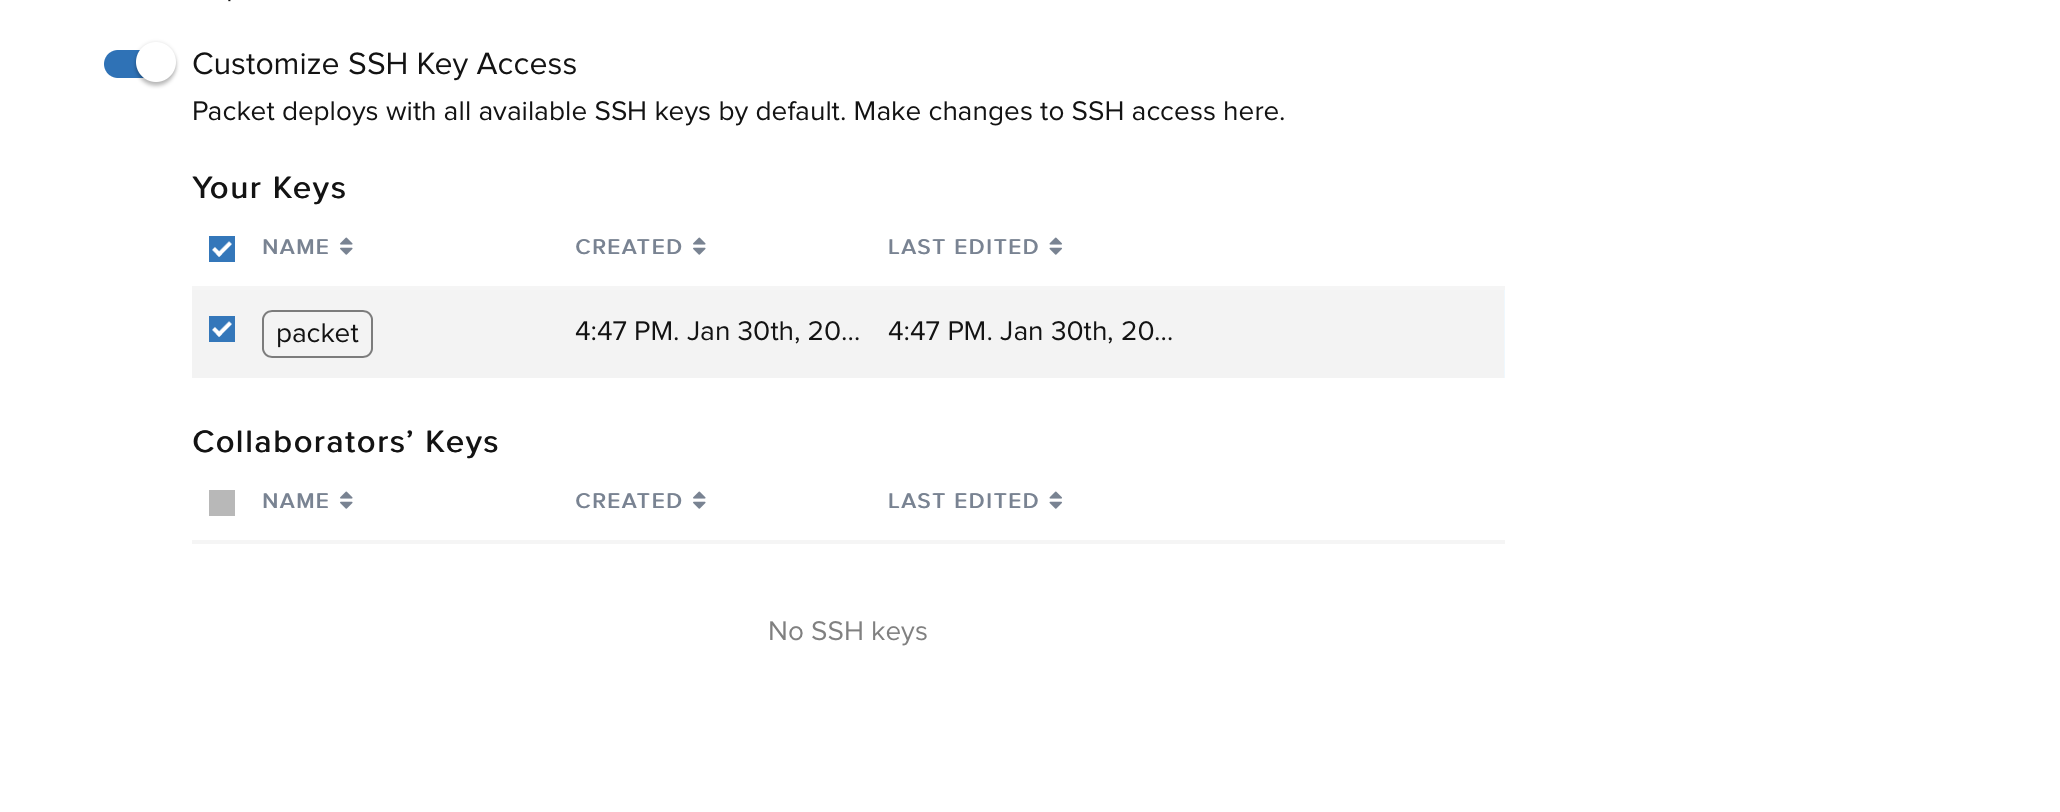 Customize SSH Key Access
Packet deploys with all available SSH keys by default. Make changes to SSH access here.
Your Keys
NAME CREATED LAST EDITED
packet 4:47 PM. Jan 30th, 20... 4:47 PM. Jan 30th, 20...
Collaborators’ Keys
NAME CREATED LAST EDITED
No SSH keys